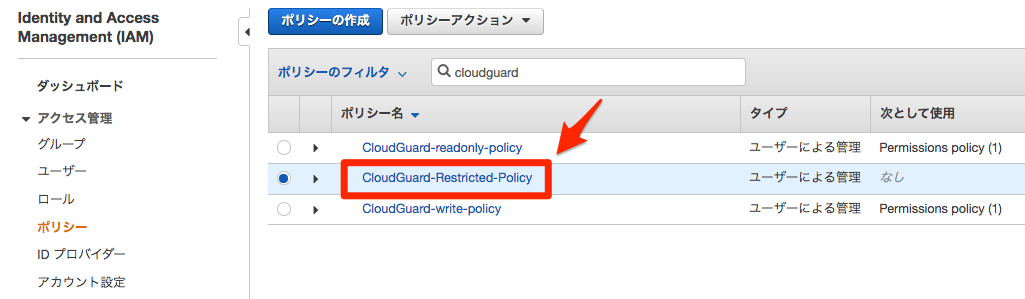 Identity and Access
Management (IAM)
ダッシュボード
アクセス管理
グループ
ユーザー
ロール
ポリシー
ID プロバイダー
アカウント設定
ポリシーの作成
ポリシーアクション
ポリシーのフィルタ
cloudguard
ポリシー名 タイプ 次として使用
CloudGuard-readonly-policy ユーザーによる管理 Permissions policy (1)
CloudGuard-Restricted-Policy ユーザーによる管理 なし
CloudGuard-write-policy ユーザーによる管理 Permissions policy (1)